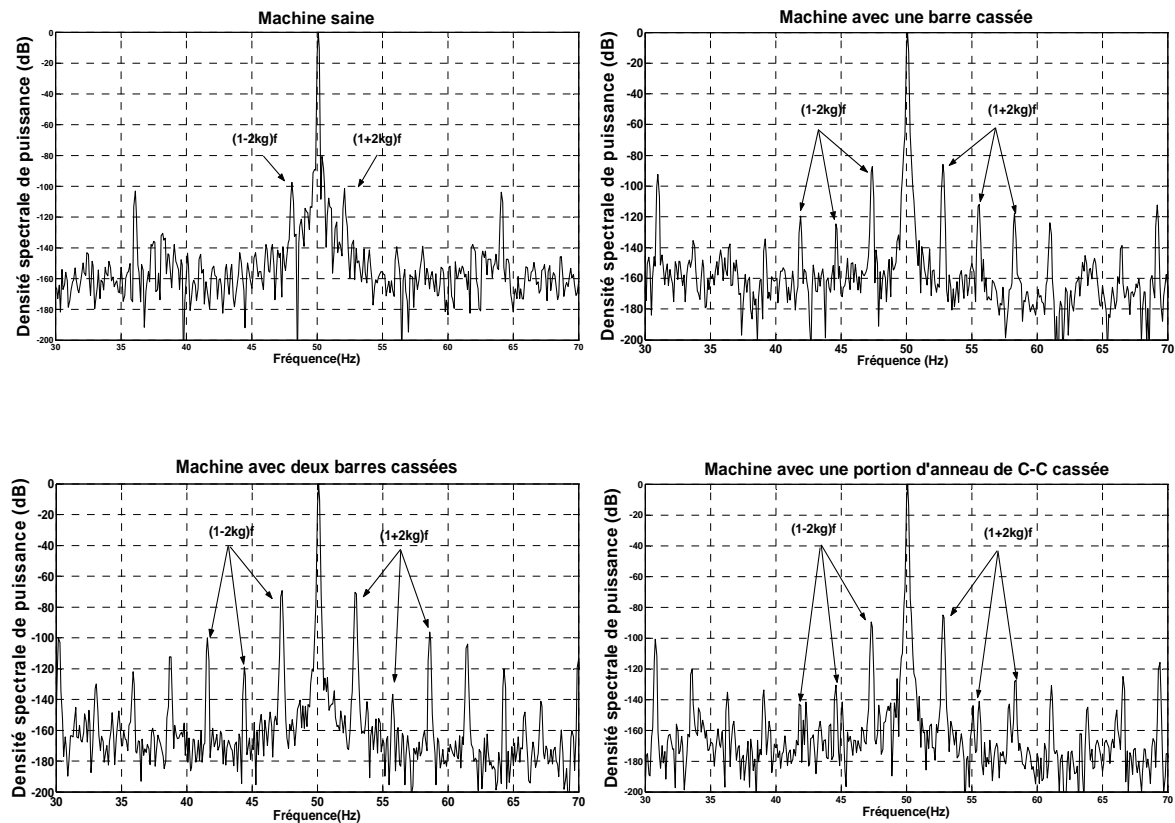 Machine saine
Densité spectrale de puissance (dB)
0
-20
-40
-60
-80
-100
-120
-140
-160
-180
-200
(1-2kg)f
(1+2kg)f
30 35 40 45 50 55 60 65 70
Fréquence(Hz)
Machine avec une barre cassée
Densité spectrale de puissance (dB)
0
-20
-40
-60
-80
-100
-120
-140
-160
-180
-200
(1-2kg)f
(1+2kg)f
30 35 40 45 50 55 60 65 70
Fréquence (Hz)
Machine avec deux barres cassées
Densité spectrale de puissance (dB)
0
-20
-40
-60
-80
-100
-120
-140
-160
-180
-200
(1-2kg)f
(1+2kg)f
30 35 40 45 50 55 60 65 70
Fréquence(Hz)
Machine avec une portion d'anneau de C-C cassée
Densité spectrale de puissance (dB)
0
-20
-40
-60
-80
-100
-120
-140
-160
-180
-200
(1-2kg)f
(1+2kg)f
30 35 40 45 50 55 60 65 70
Fréquence(Hz)